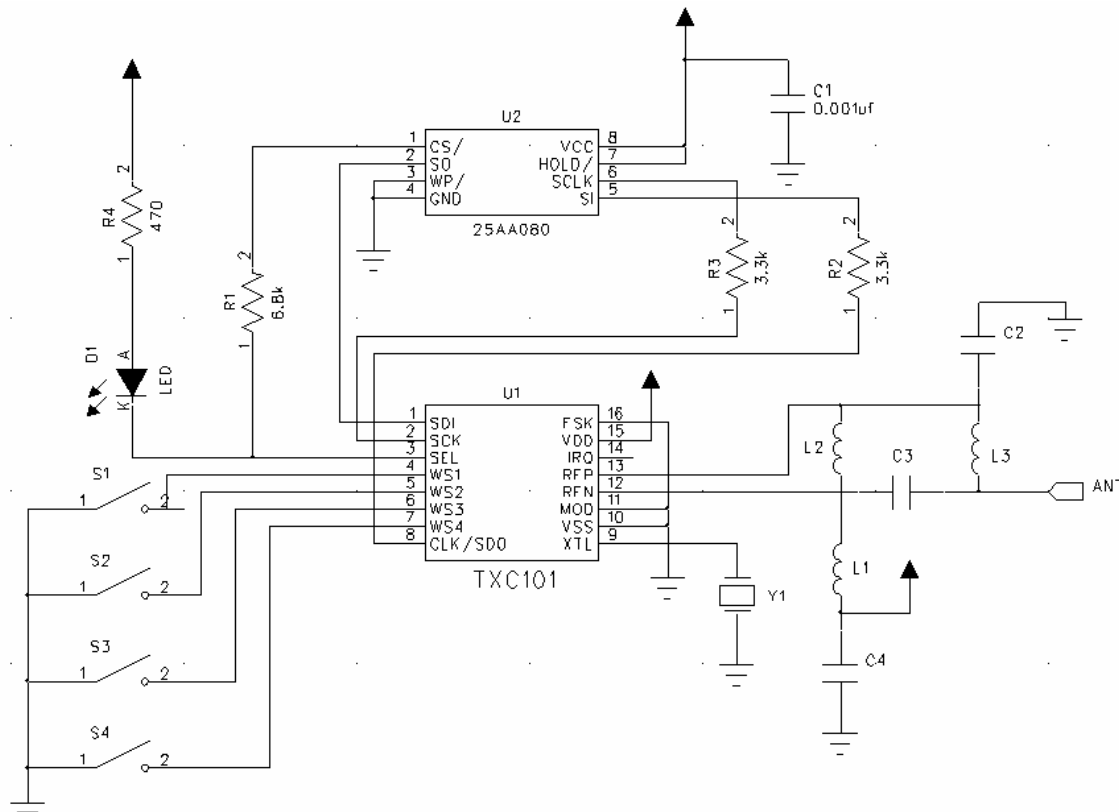 C1
0.001uf
U2
1 CS/ VCC 8
2 SO HOLD/ 7
3 WP/ SCLK 6
4 GND SI 5
25AA080
2
R4
470
1
2
R1
6.8k
1
2
R3
3.3k
1
2
R2
3.3k
1
D1
A
K
LED
C2
U1
1 SDI FSK 16
2 SCK VDD 15
3 SEL IRQ 14
4 WS1 RFP 13
5 WS2 RFN 12
6 WS3 MOD 11
7 WS4 VSS 10
8 CLK/SDO XTL 9
TXC101
L2
C3
L3
ANT
S1
1 2
S2
1 2
S3
1 2
S4
1 2
Y1
L1
C4